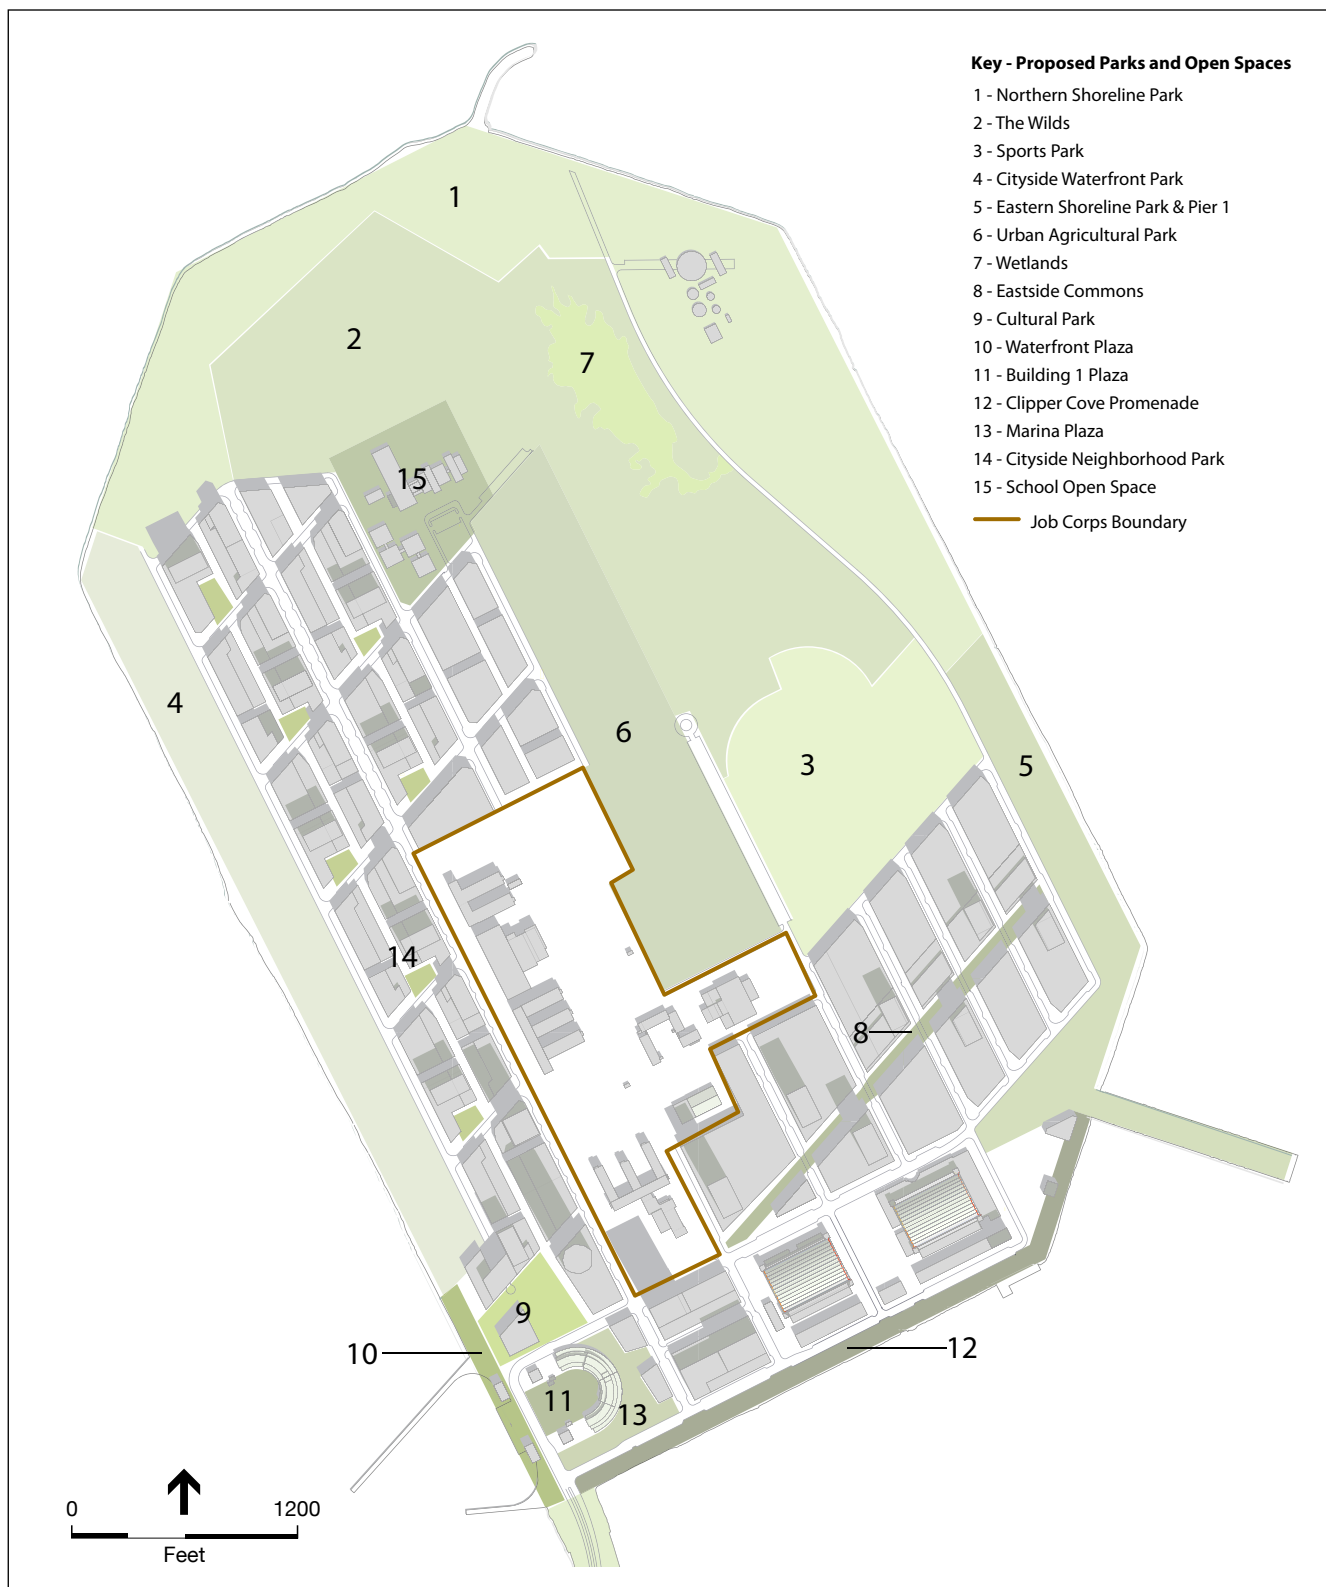 Key - Proposed Parks and Open Spaces
1 - Northern Shoreline Park
2 - The Wilds
3 - Sports Park
4 - Cityside Waterfront Park
5 - Eastern Shoreline Park & Pier 1
6 - Urban Agricultural Park
7 - Wetlands
8 - Eastside Commons
9 - Cultural Park
10 - Waterfront Plaza
11 - Building 1 Plaza
12 - Clipper Cove Promenade
13 - Marina Plaza
14 - Cityside Neighborhood Park
15 - School Open Space
Job Corps Boundary
1
2
7
15
4
6
3
5
14
8
9
10
12
11
13
0 1200
Feet